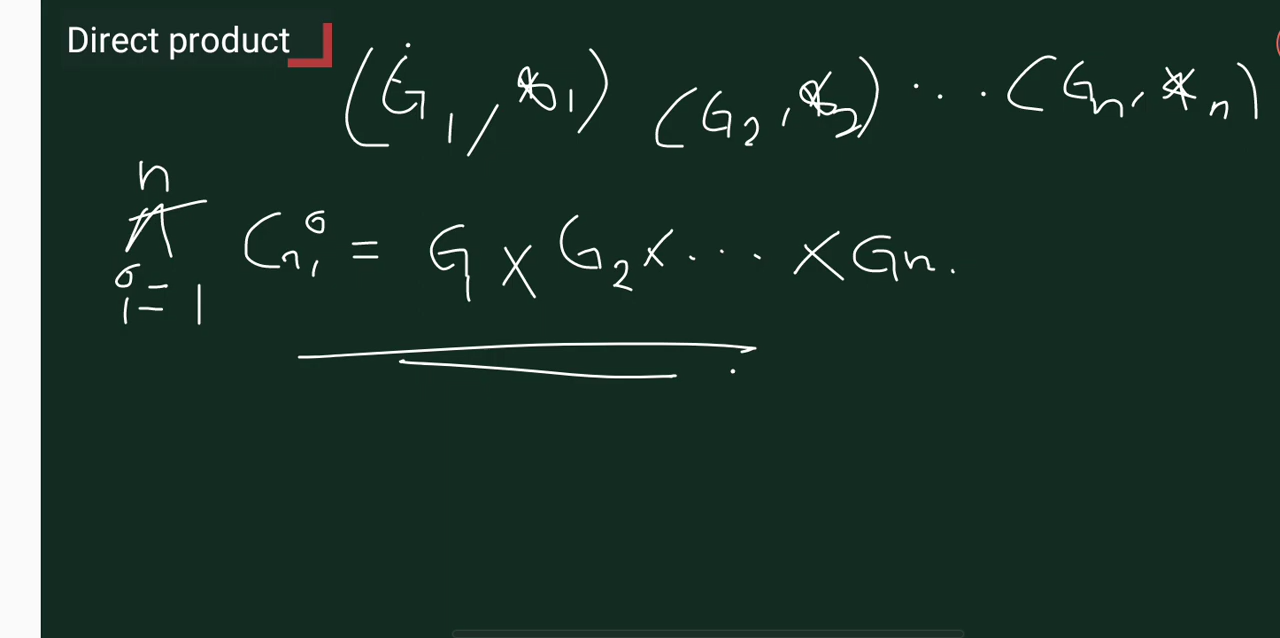 Direct product
(G₁, *₁) (G₂, *₂) ... (Gₙ, *ₙ)
n
π Gᵢ = G₁ × G₂ × ... × Gₙ.
i = 1